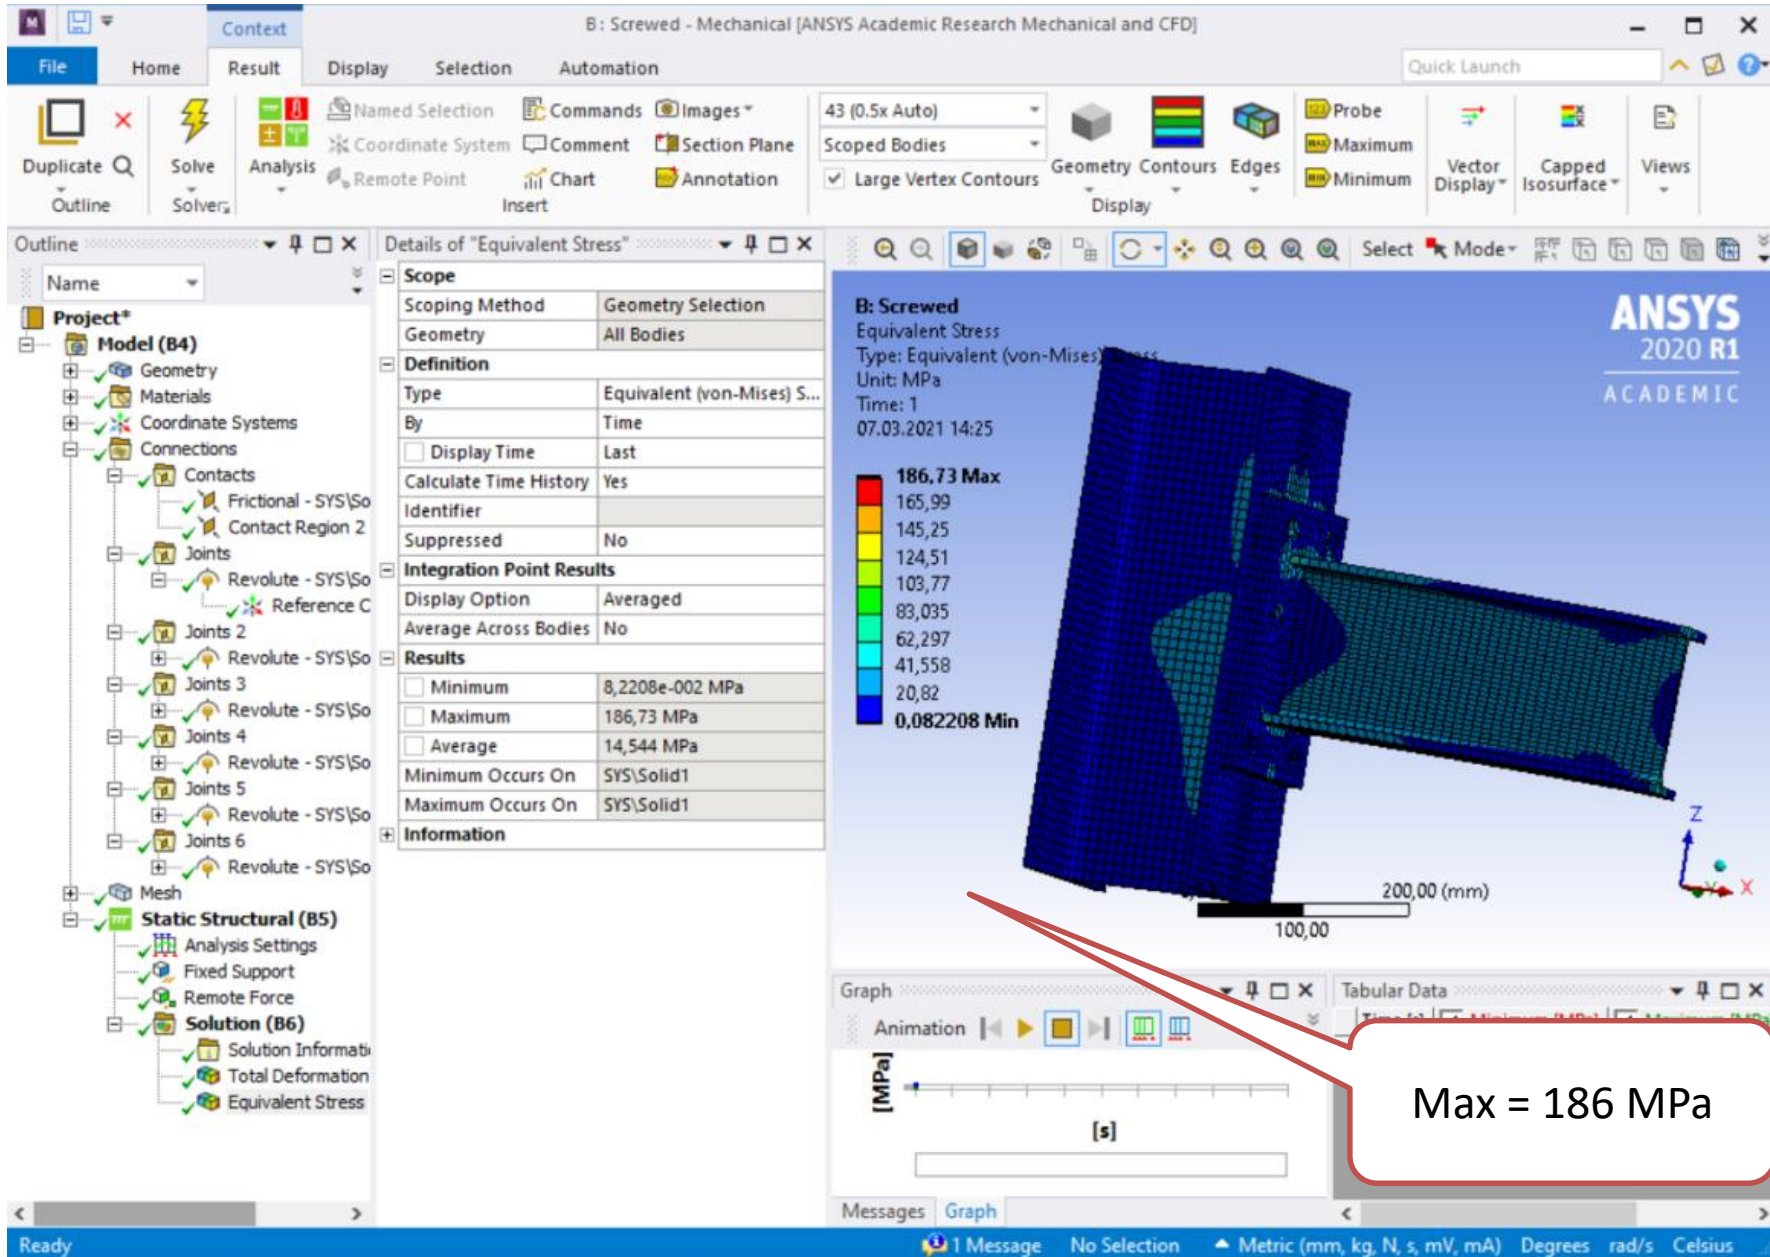 Context
B: Screwed - Mechanical [ANSYS Academic Research Mechanical and CFD]
File Home Result Display Selection Automation
Quick Launch
Duplicate
Outline
Solve
Solver
Analysis
Named Selection
Coordinate System
Remote Point
Commands
Comment
Chart
Images
Section Plane
Annotation
Insert
43 (0.5x Auto)
Scoped Bodies
Large Vertex Contours
Geometry Contours Edges
Probe
Maximum
Minimum
Display
Vector Display
Capped Isosurface
Views
Outline
Name
Project*
Model (B4)
Geometry
Materials
Coordinate Systems
Connections
Contacts
Frictional - SYS\So
Contact Region 2
Joints
Revolute - SYS\So
Reference C
Joints 2
Revolute - SYS\So
Joints 3
Revolute - SYS\So
Joints 4
Revolute - SYS\So
Joints 5
Revolute - SYS\So
Joints 6
Revolute - SYS\So
Mesh
Static Structural (B5)
Analysis Settings
Fixed Support
Remote Force
Solution (B6)
Solution Informati
Total Deformation
Equivalent Stress
Details of "Equivalent Stress"
Scope
Scoping Method Geometry Selection
Geometry All Bodies
Definition
Type Equivalent (von-Mises) S...
By Time
Display Time Last
Calculate Time History Yes
Identifier
Suppressed No
Integration Point Results
Display Option Averaged
Average Across Bodies No
Results
Minimum 8,2208e-002 MPa
Maximum 186,73 MPa
Average 14,544 MPa
Minimum Occurs On SYS\Solid1
Maximum Occurs On SYS\Solid1
Information
Select Mode
B: Screwed
Equivalent Stress
Type: Equivalent (von-Mises) Stress
Unit: MPa
Time: 1
07.03.2021 14:25
186,73 Max
165,99
145,25
124,51
103,77
83,035
62,297
41,558
20,82
0,082208 Min
ANSYS
2020 R1
ACADEMIC
Z
Y X
200,00 (mm)
100,00
Graph
Animation
[MPa]
[s]
Messages Graph
Tabular Data
Time [s] Minimum [MPa] Maximum [MPa
Max = 186 MPa
Ready
1 Message No Selection Metric (mm, kg, N, s, mV, mA) Degrees rad/s Celsius